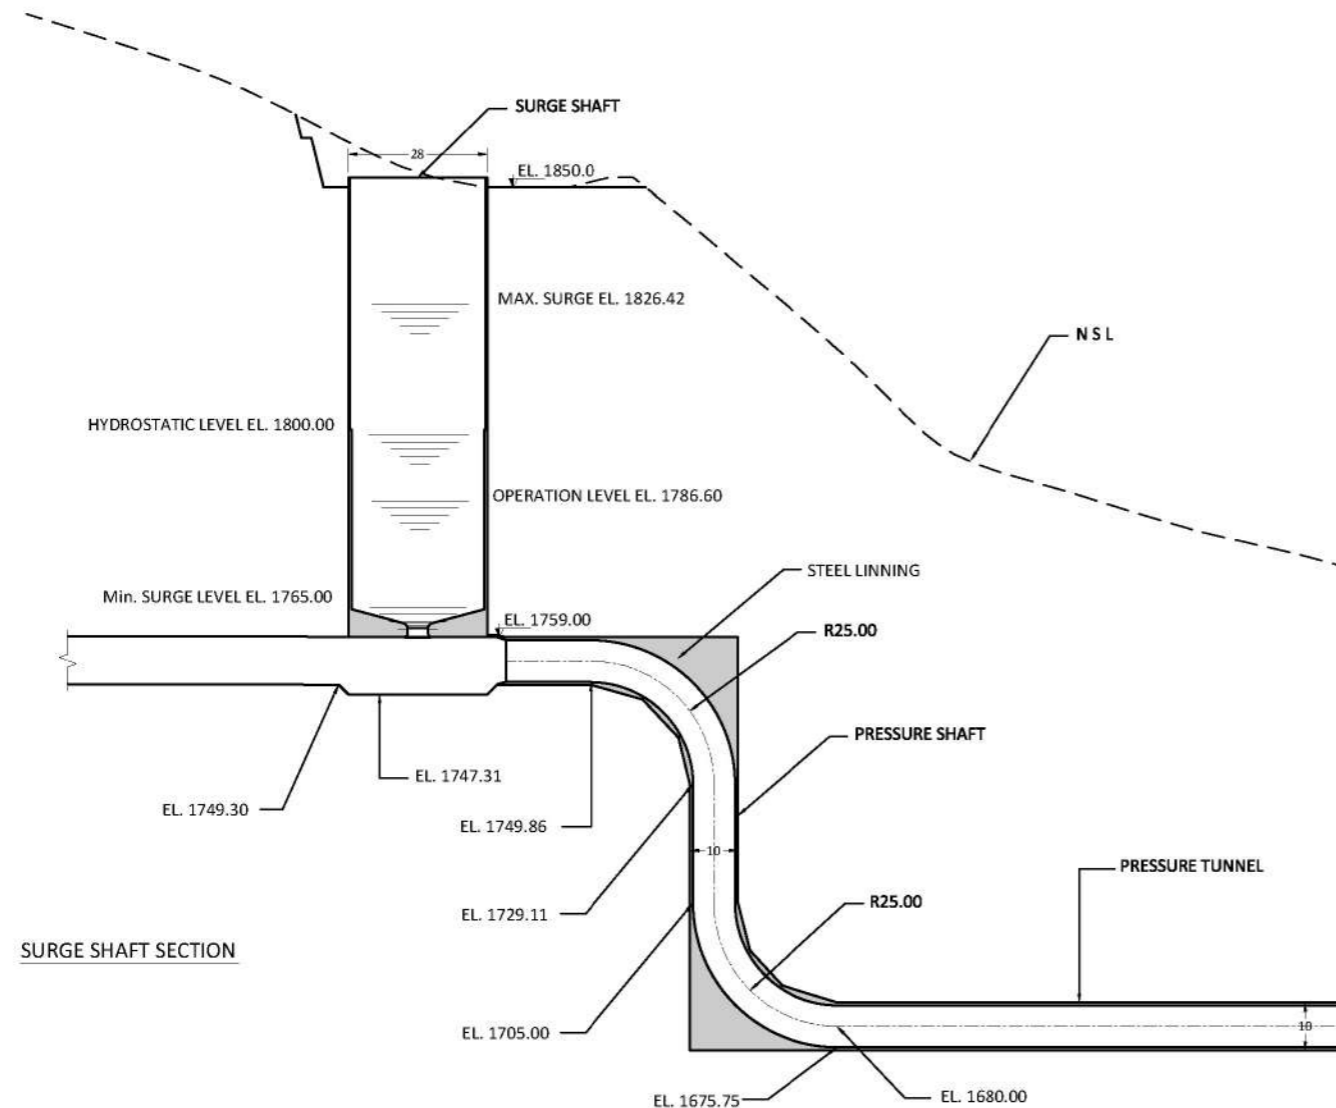 SURGE SHAFT
28
EL. 1850.0
MAX. SURGE EL. 1826.42
N S L
HYDROSTATIC LEVEL EL. 1800.00
OPERATION LEVEL EL. 1786.60
STEEL LINNING
Min. SURGE LEVEL EL. 1765.00
EL. 1759.00
R25.00
PRESSURE SHAFT
EL. 1747.31
EL. 1749.30
EL. 1749.86
10
PRESSURE TUNNEL
R25.00
EL. 1729.11
SURGE SHAFT SECTION
EL. 1705.00
10
EL. 1675.75
EL. 1680.00